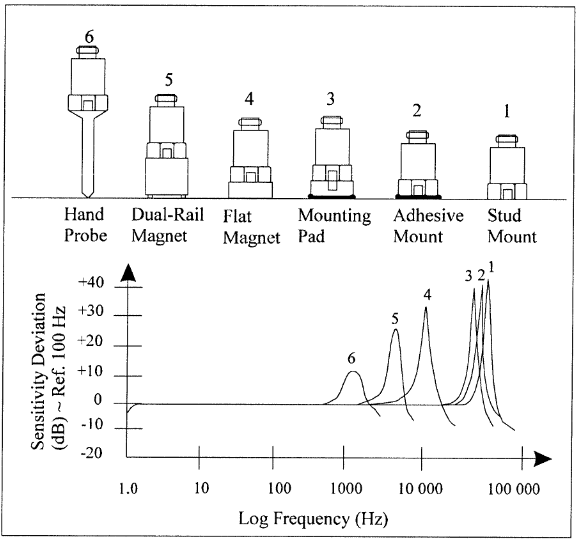 6
5
4
3
2
1
Hand Probe
Dual-Rail Magnet
Flat Magnet
Mounting Pad
Adhesive Mount
Stud Mount
Sensitivity Deviation
(dB) ~ Ref. 100 Hz
+40
+30
+20
+10
0
-10
-20
6
5
4
3
2
1
1.0
10
100
1000
10 000
100 000
Log Frequency (Hz)